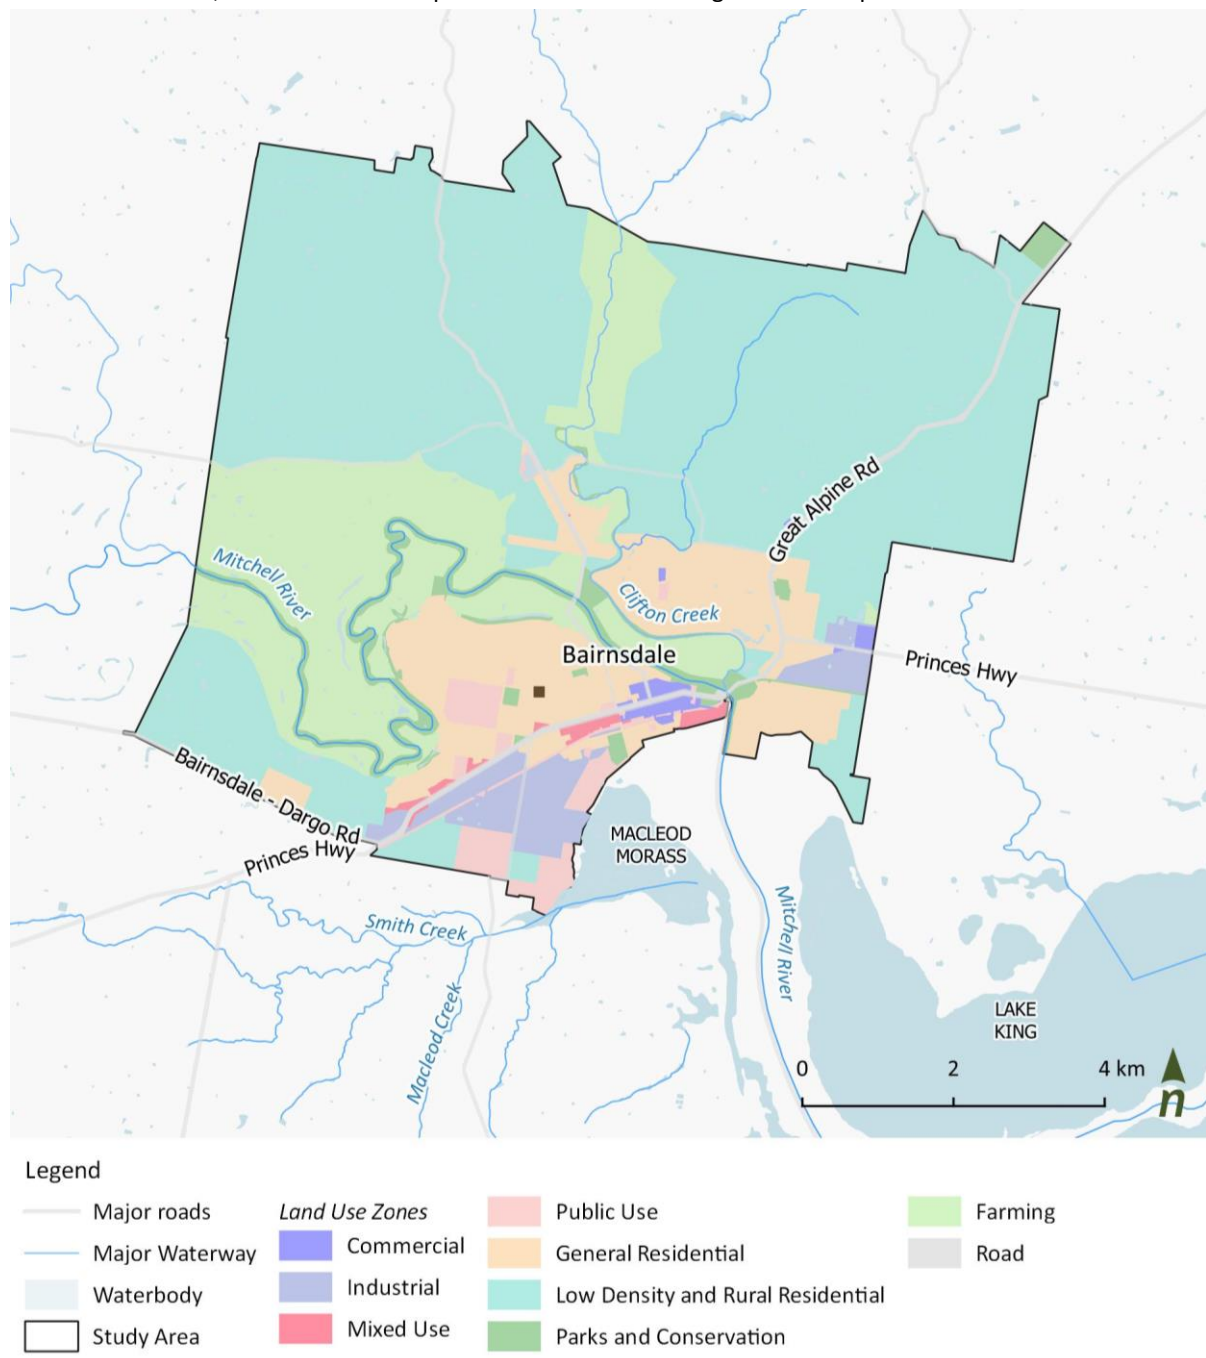 Great Alpine Rd
Mitchell River
Clifton Creek
Bairnsdale
Princes Hwy
Bairnsdale - Dargo Rd
Princes Hwy
MACLEOD
MORASS
Smith Creek
Mitchell River
Macleod Creek
LAKE
KING
0 2 4 km
n
Legend
Major roads
Major Waterway
Waterbody
Study Area
Land Use Zones
Commercial
Industrial
Mixed Use
Public Use
General Residential
Low Density and Rural Residential
Parks and Conservation
Farming
Road